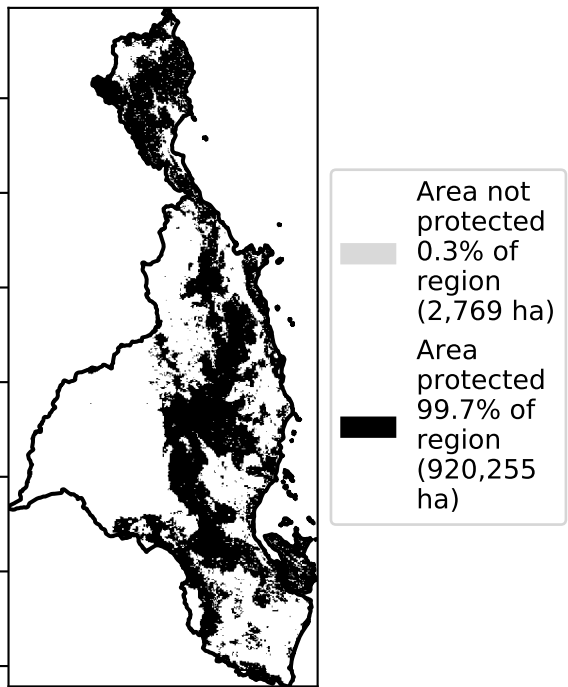 Area not
protected
0.3% of
region
(2,769 ha)
Area
protected
99.7% of
region
(920,255
ha)